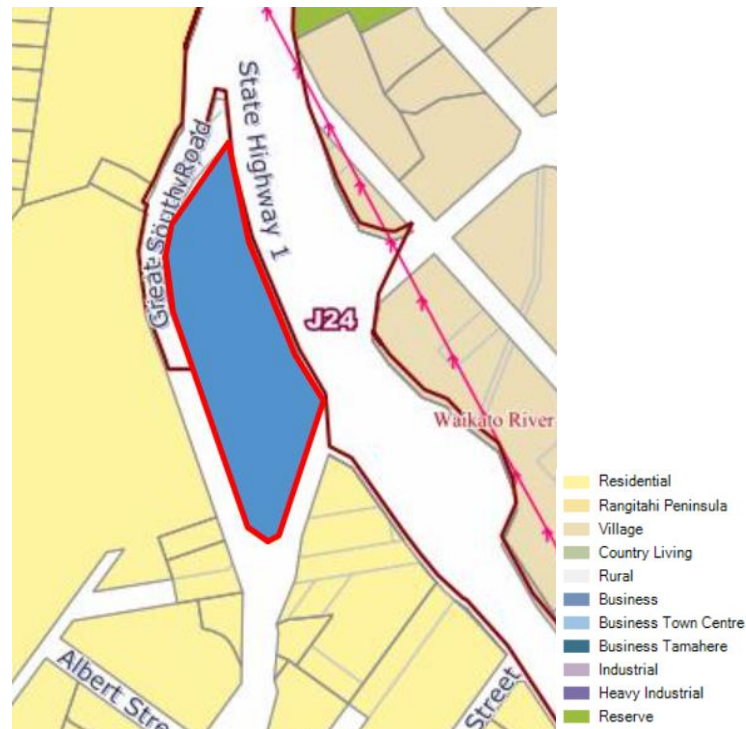 State Highway 1
Great South Road
J24
Waikato River
Albert Stre
Street
Residential
Rangitahi Peninsula
Village
Country Living
Rural
Business
Business Town Centre
Business Tamahere
Industrial
Heavy Industrial
Reserve